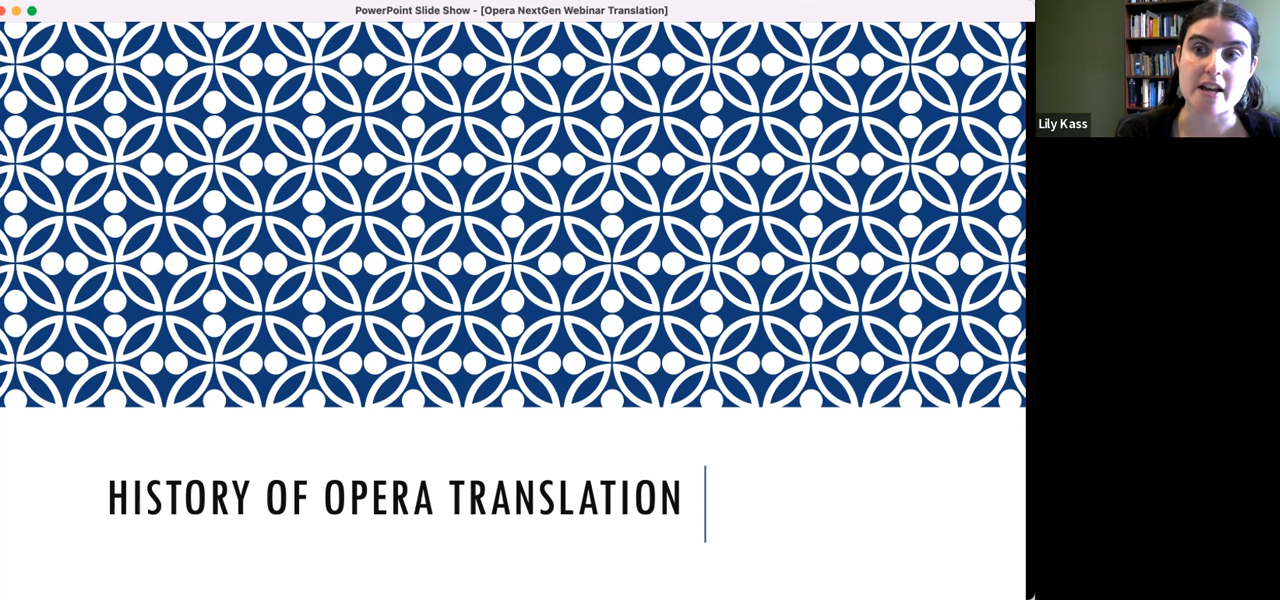 PowerPoint Slide Show - [Opera NextGen Webinar Translation]
Lily Kass
HISTORY OF OPERA TRANSLATION